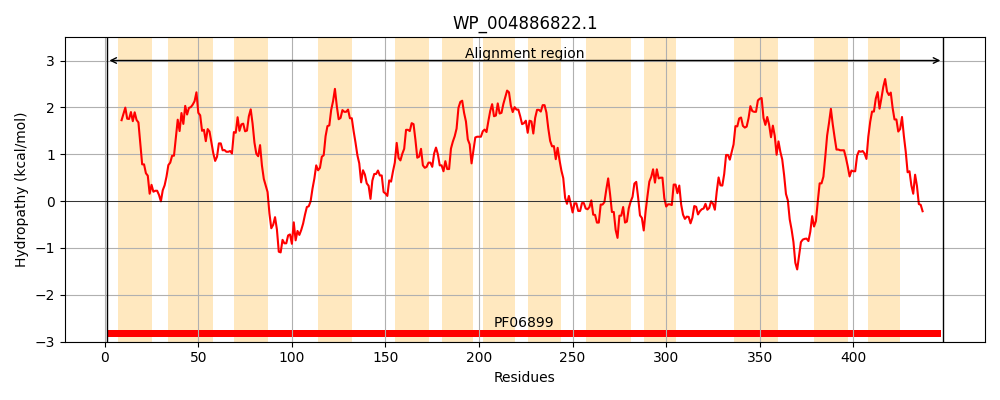 WP_004886822.1
Hydropathy (kcal/mol)
3
2
1
0
−1
−2
−3
Alignment region
PF06899
0 50 100 150 200 250 300 350 400
Residues